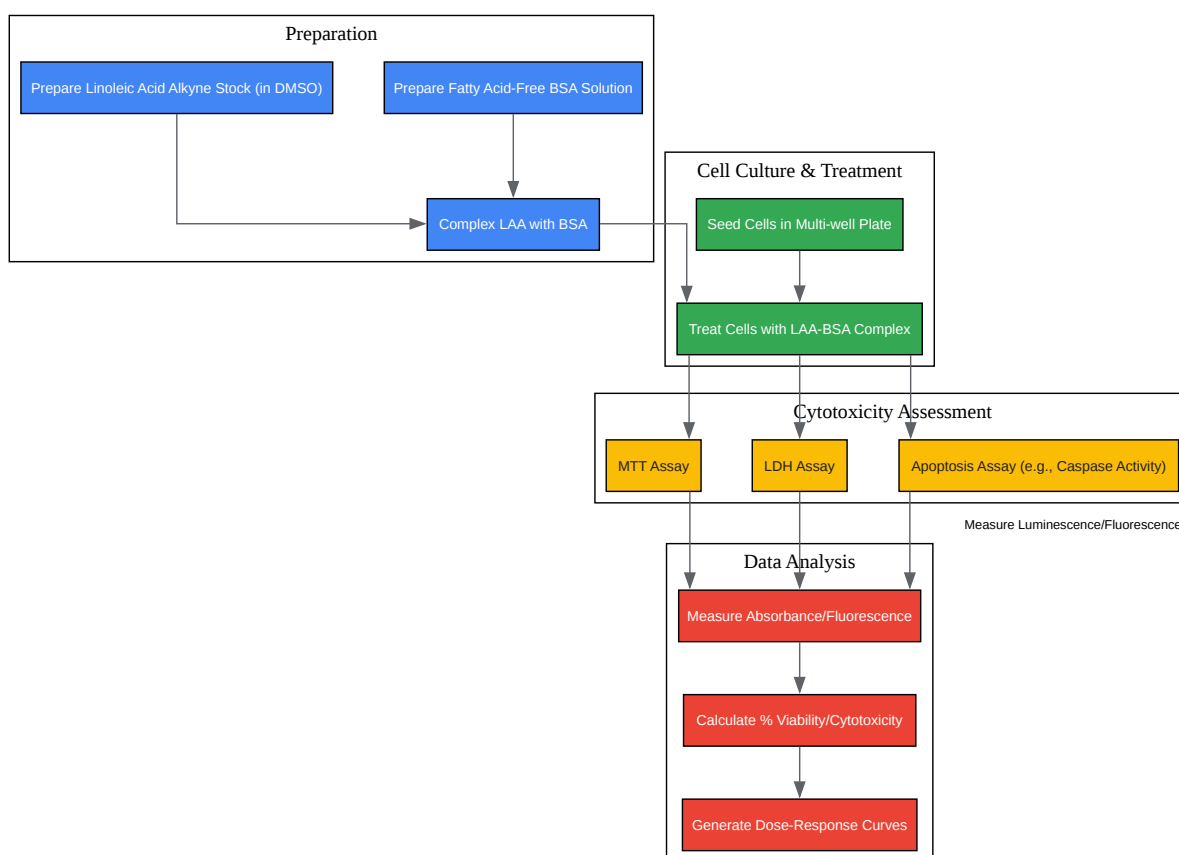 Preparation
Prepare Linoleic Acid Alkyne Stock (in DMSO)
Prepare Fatty Acid-Free BSA Solution
Complex LAA with BSA
Cell Culture & Treatment
Seed Cells in Multi-well Plate
Treat Cells with LAA-BSA Complex
Cytotoxicity Assessment
MTT Assay
LDH Assay
Apoptosis Assay (e.g., Caspase Activity)
Measure Luminescence/Fluorescence
Data Analysis
Measure Absorbance/Fluorescence
Calculate % Viability/Cytotoxicity
Generate Dose-Response Curves